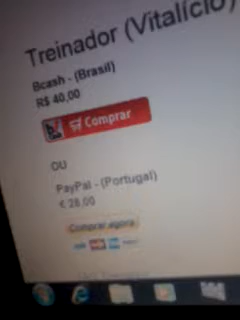 Treinador (Vitalício)
Bcash - (Brasil)
R$ 40,00
Comprar
OU
PayPal - (Portugal)
€ 28,00
Comprar agora